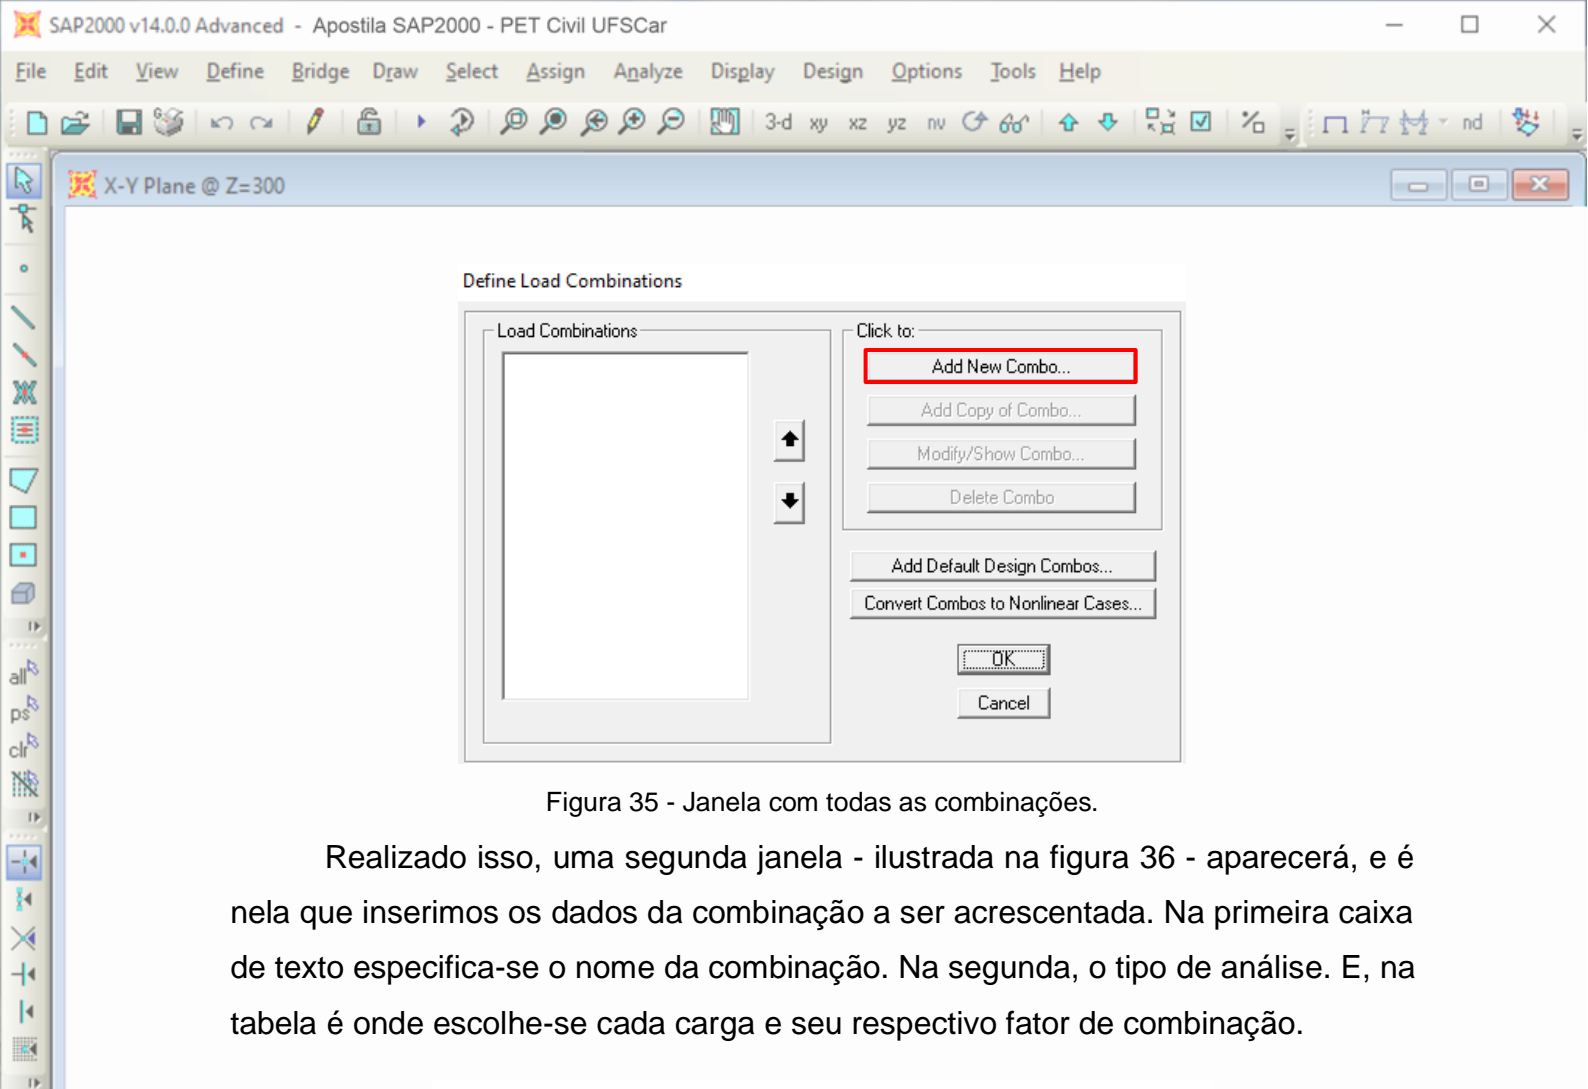 SAP2000 v14.0.0 Advanced - Apostila SAP2000 - PET Civil UFSCar
File Edit View Define Bridge Draw Select Assign Analyze Display Design Options Tools Help
3-d xy xz yz nv nd
X-Y Plane @ Z=300
Define Load Combinations
Load Combinations
Click to:
Add New Combo...
Add Copy of Combo...
Modify/Show Combo...
Delete Combo
Add Default Design Combos...
Convert Combos to Nonlinear Cases...
OK
Cancel
all
ps
clr
Figura 35 - Janela com todas as combinações.
Realizado isso, uma segunda janela - ilustrada na figura 36 - aparecerá, e é
nela que inserimos os dados da combinação a ser acrescentada. Na primeira caixa
de texto especifica-se o nome da combinação. Na segunda, o tipo de análise. E, na
tabela é onde escolhe-se cada carga e seu respectivo fator de combinação.